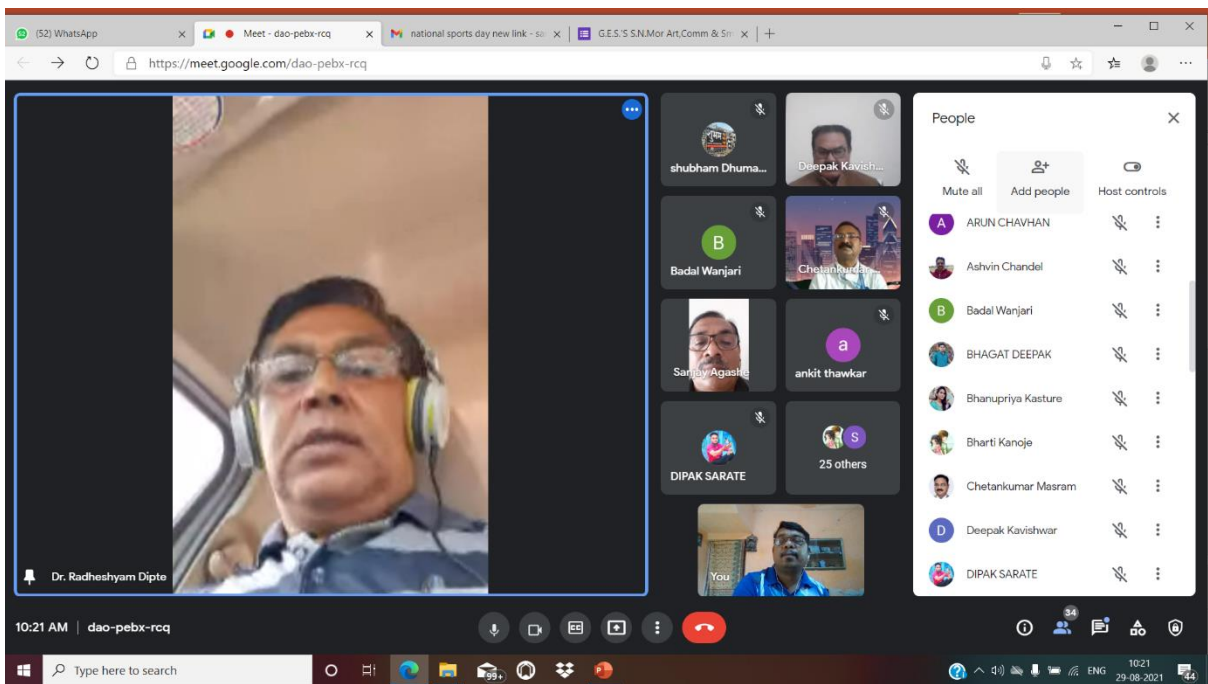 (52) WhatsApp
Meet - dao-pebx-rcq
national sports day new link - sa
G.E.S.'S S.N.Mor Art,Comm & Sm
https://meet.google.com/dao-pebx-rcq
Dr. Radheshyam Dipte
shubham Dhuma...
Deepak Kavish...
B
Badal Wanjari
Chetankumar...
Sanjay Agashe
a
ankit thawkar
DIPAK SARATE
S
25 others
You
People
Mute all
Add people
Host controls
A ARUN CHAVHAN
Ashvin Chandel
B Badal Wanjari
BHAGAT DEEPAK
Bhanupriya Kasture
Bharti Kanoje
Chetankumar Masram
D Deepak Kavishwar
DIPAK SARATE
10:21 AM | dao-pebx-rcq
CC
34
Type here to search
99+
ENG
10:21
29-08-2021
44